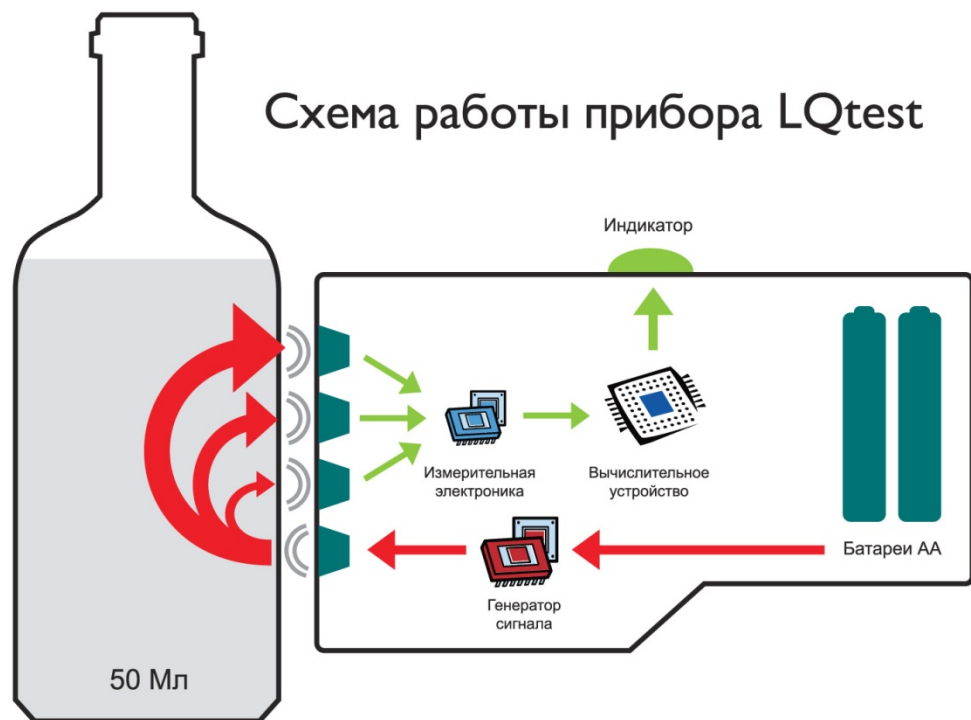 Схема работы прибора LQtest
Индикатор
Измерительная
электроника
Вычислительное
устройство
Батареи АА
Генератор
сигнала
50 Мл